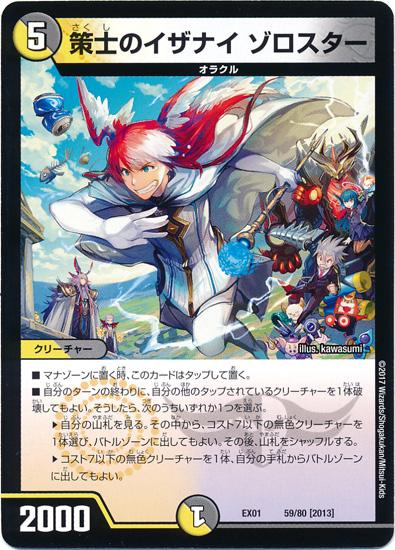 5
さくし
策士のイザナイ ゾロスター
オラクル
illus. kawasumi
クリーチャー
■マナゾーンに置く時、このカードはタップして置く。
■自分のターンの終わりに、自分の他のタップされているクリーチャーを1体破
壊してもよい。そうしたら、次のうちいずれか1つを選ぶ。
▶自分の山札を見る。その中から、コスト7以下の無色クリーチャーを
1体選び、バトルゾーンに出してもよい。その後、山札をシャッフルする。
▶コスト7以下の無色クリーチャーを1体、自分の手札からバトルゾーン
に出してもよい。
©2017 Wizards/Shogakukan/Mitsui-Kids
2000
1
EX01 59/80 [2013]